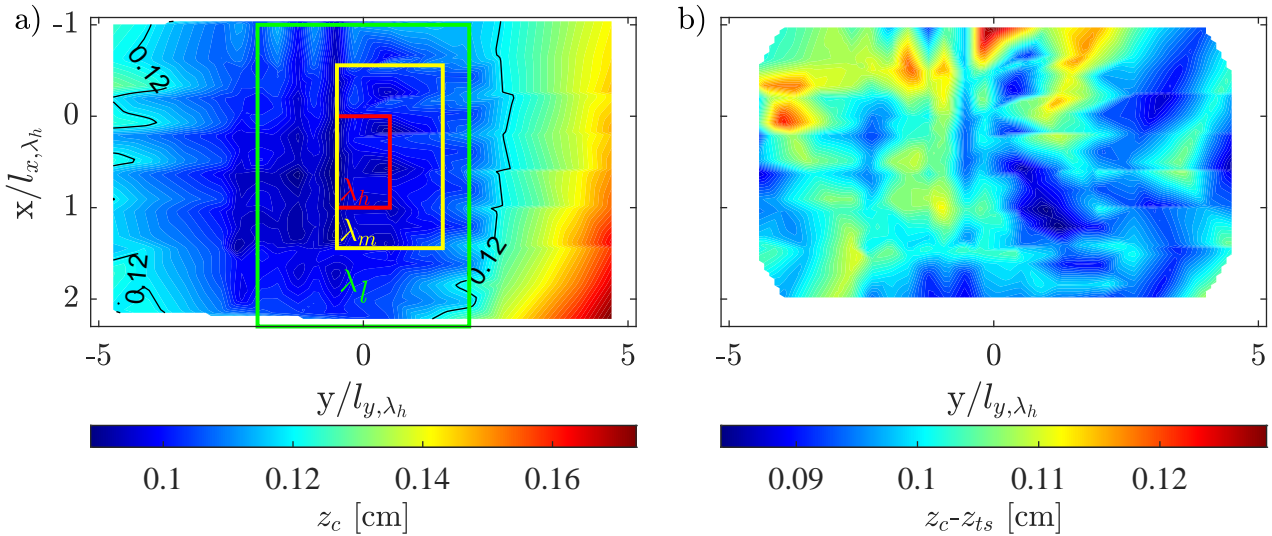 a)
-1
0
1
2
x/l_{x,λ_h}
0.12
0.12
0.12
λ_h
λ_m
λ_l
-5 0 5
y/l_{y,λ_h}
0.1 0.12 0.14 0.16
z_c [cm]
b)
-5 0 5
y/l_{y,λ_h}
0.09 0.1 0.11 0.12
z_c-z_{ts} [cm]